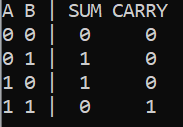 A B | SUM CARRY
0 0 | 0 0
0 1 | 1 0
1 0 | 1 0
1 1 | 0 1